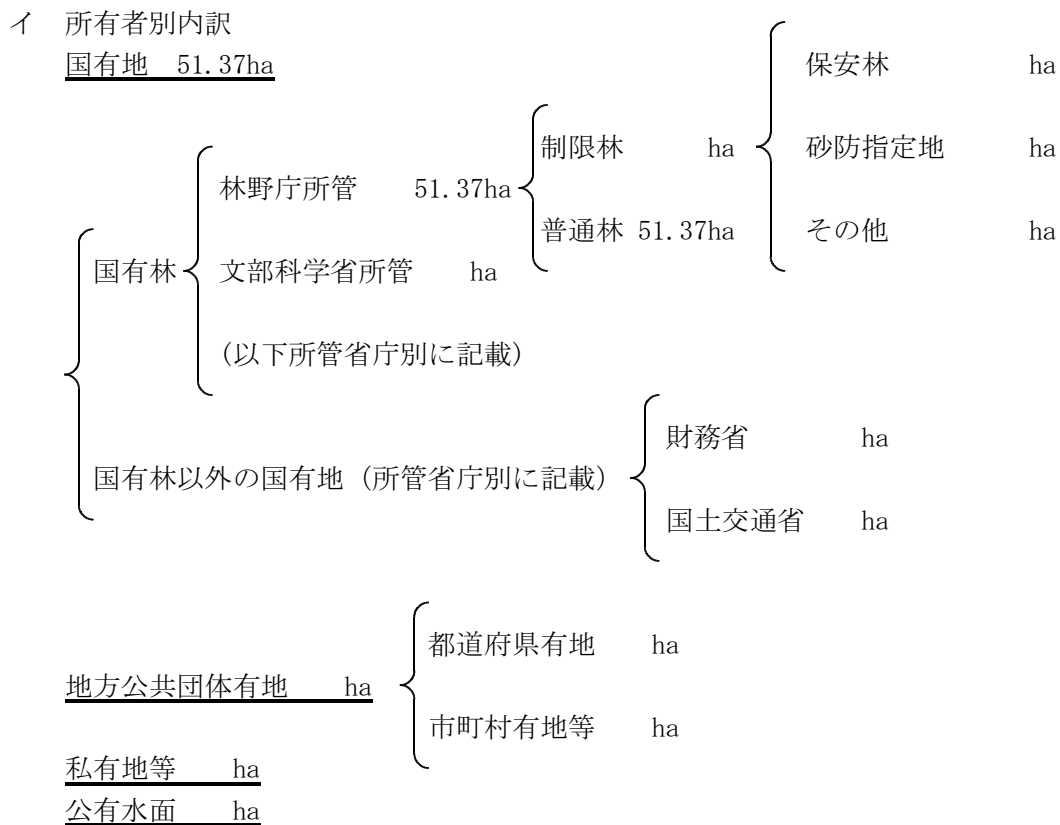 イ 所有者別内訳
国有地 51.37ha
保安林 ha
制限林 ha
砂防指定地 ha
林野庁所管 51.37ha
普通林 51.37ha
その他 ha
国有林
文部科学省所管 ha
(以下所管省庁別に記載)
財務省 ha
国有林以外の国有地(所管省庁別に記載)
国土交通省 ha
都道府県有地 ha
地方公共団体有地 ha
市町村有地等 ha
私有地等 ha
公有水面 ha